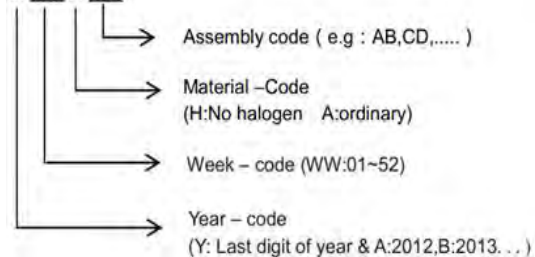 Assembly code ( e.g : AB,CD,..... )
Material –Code
(H:No halogen A:ordinary)
Week – code (WW:01~52)
Year – code
(Y: Last digit of year & A:2012,B:2013. . . )